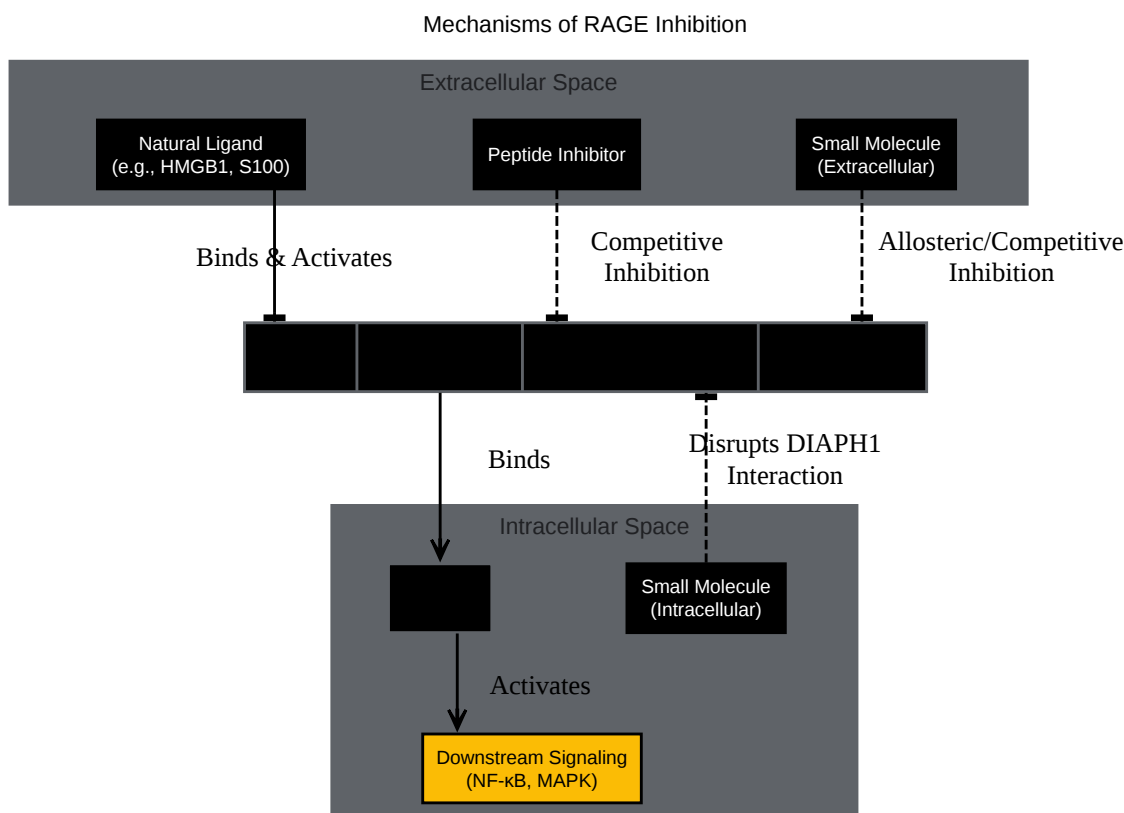 Mechanisms of RAGE Inhibition
Extracellular Space
Natural Ligand
(e.g., HMGB1, S100)
Peptide Inhibitor
Small Molecule
(Extracellular)
Binds & Activates
Competitive
Inhibition
Allosteric/Competitive
Inhibition
Binds
Disrupts DIAPH1
Interaction
Intracellular Space
Small Molecule
(Intracellular)
Activates
Downstream Signaling
(NF-κB, MAPK)